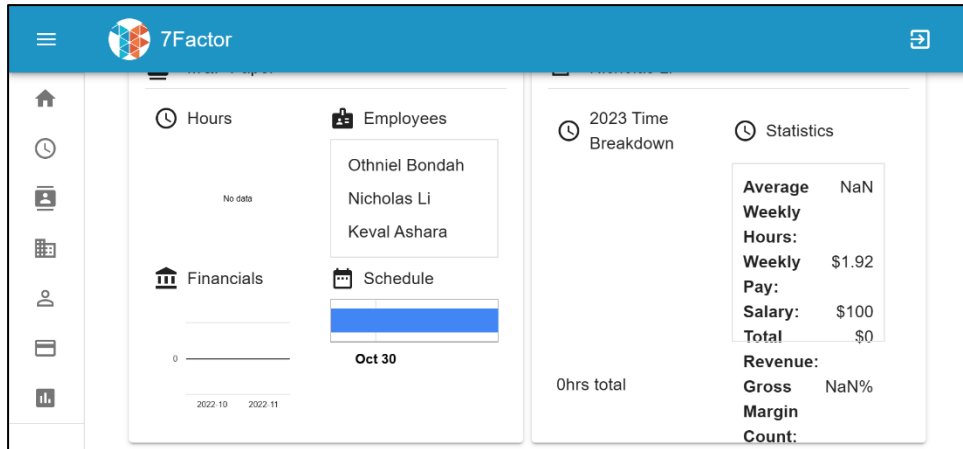 7Factor
Nicholas Li
Hours
Employees
No data
Othniel Bondah
Nicholas Li
Keval Ashara
Financials
Schedule
0
2022-10 2022-11
Oct 30
2023 Time
Breakdown
Statistics
Average NaN
Weekly
Hours:
Weekly $1.92
Pay:
Salary: $100
Total $0
Revenue:
Gross NaN%
Margin
Count:
0hrs total